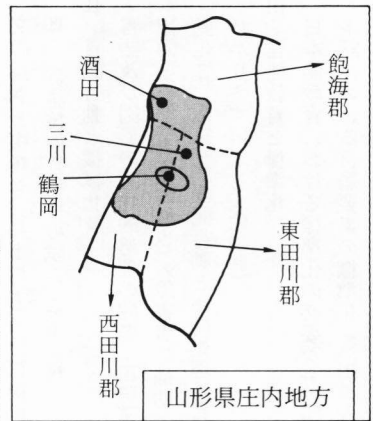 飽海郡
酒田
三川
鶴岡
東田川郡
西田川郡
山形県庄内地方